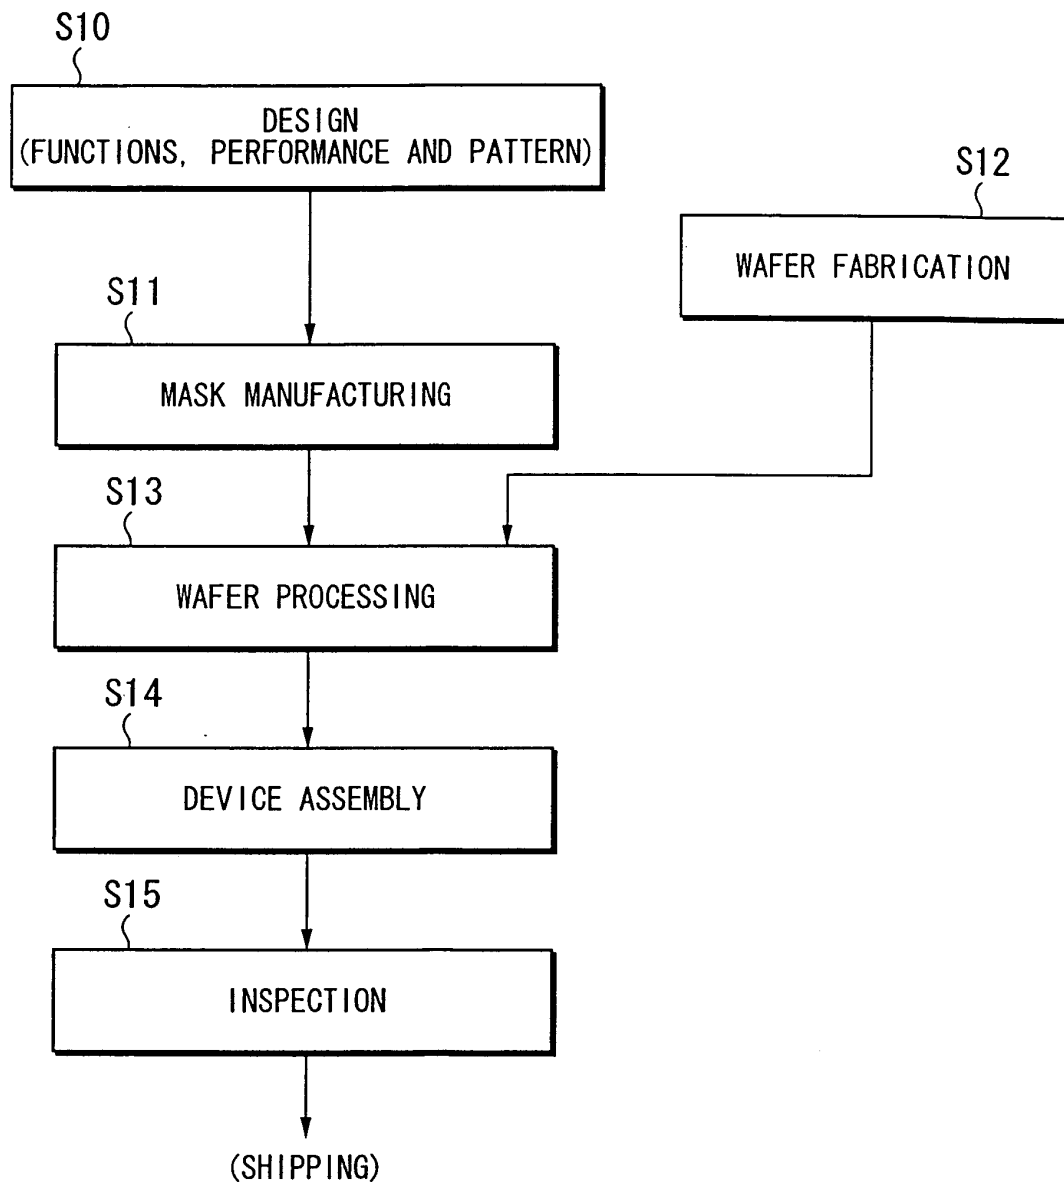 S10
DESIGN
(FUNCTIONS, PERFORMANCE AND PATTERN)
S12
WAFER FABRICATION
S11
MASK MANUFACTURING
S13
WAFER PROCESSING
S14
DEVICE ASSEMBLY
S15
INSPECTION
(SHIPPING)